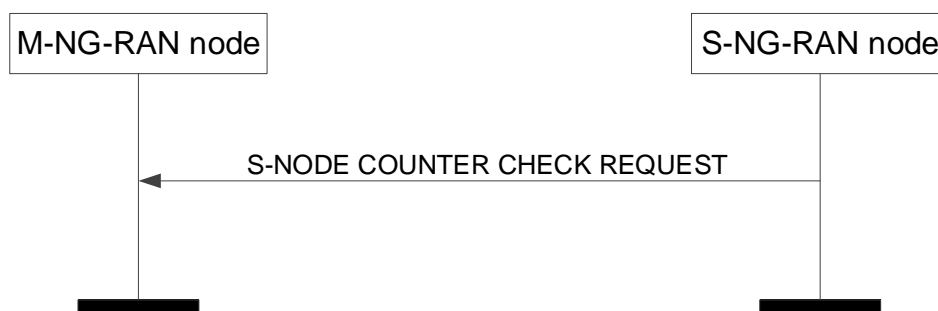 M-NG-RAN node
S-NG-RAN node
S-NODE COUNTER CHECK REQUEST